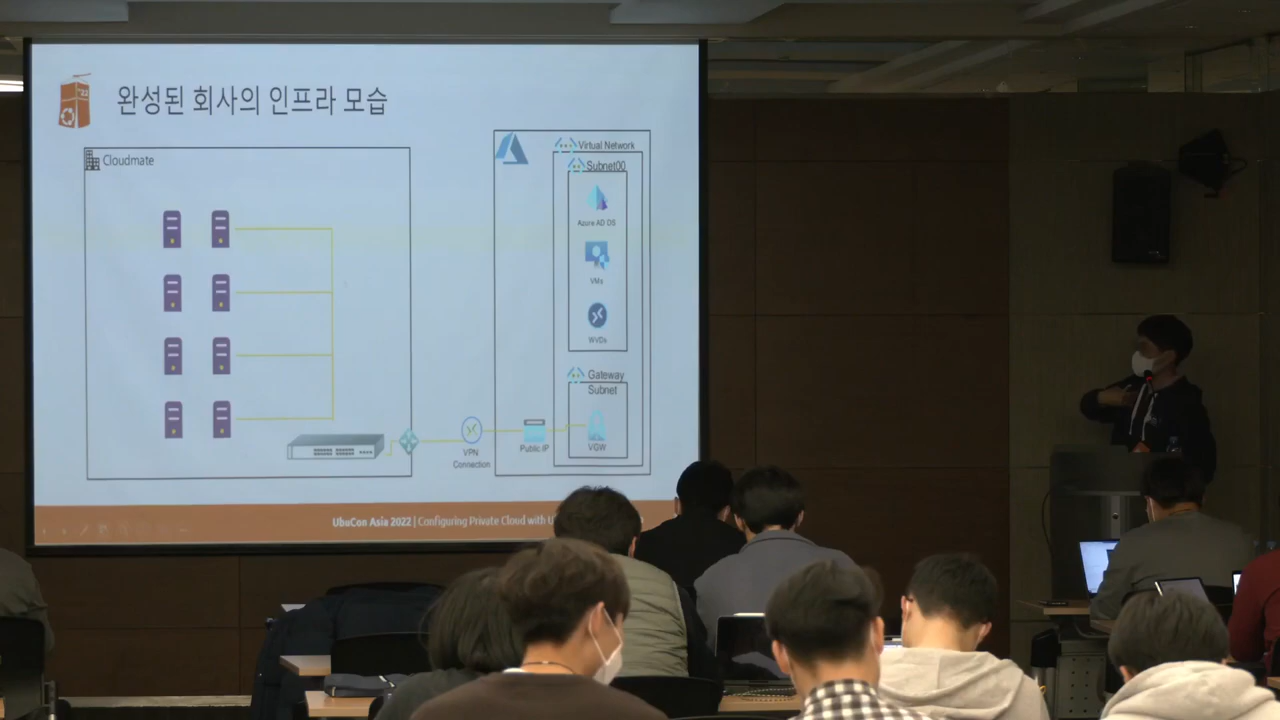 완성된 회사의 인프라 모습
Cloudmate
Virtual Network
Subnet00
Azure AD DS
VMs
WVDs
Gateway
Subnet
VPN
Connection
Public IP
VGW
UbuCon Asia 2022 | Configuring Private Cloud with U